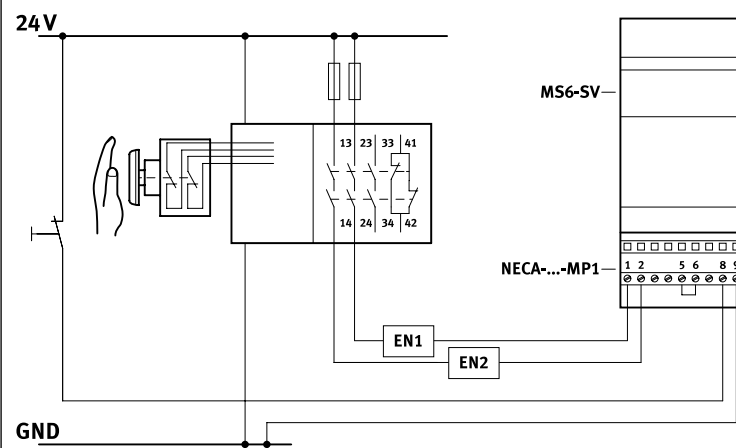 24 V
MS6-SV
13 23 33 41
14 24 34 42
NECA-...-MP1
1 2 5 6 8 9
EN1
EN2
GND